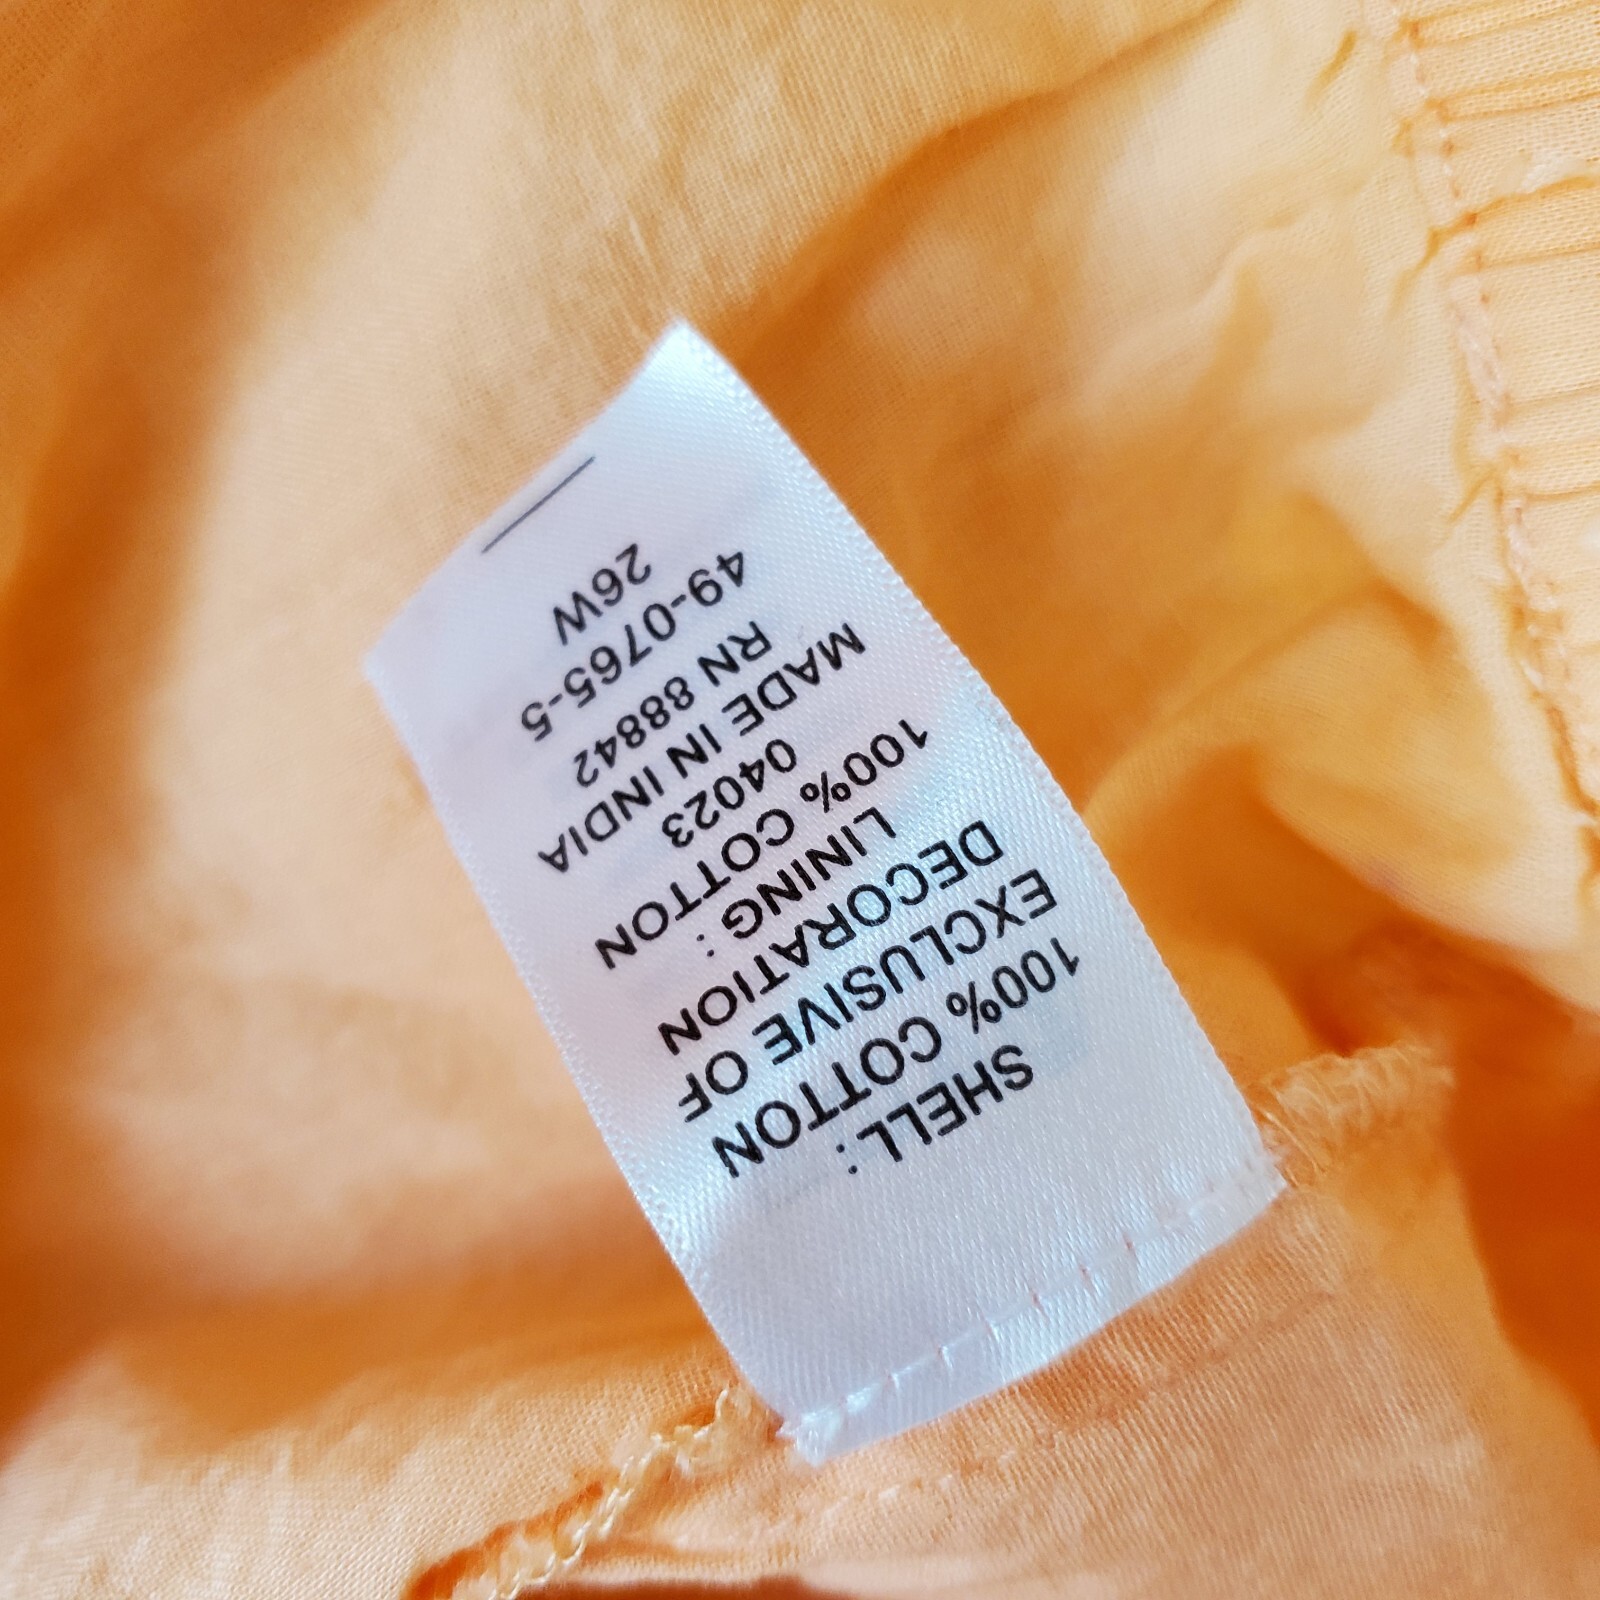 SHELL :
100% COTTON
EXCLUSIVE OF
DECORATION
LINING :
100% COTTON
04023
MADE IN INDIA
RN 88842
49-0765-5
26W